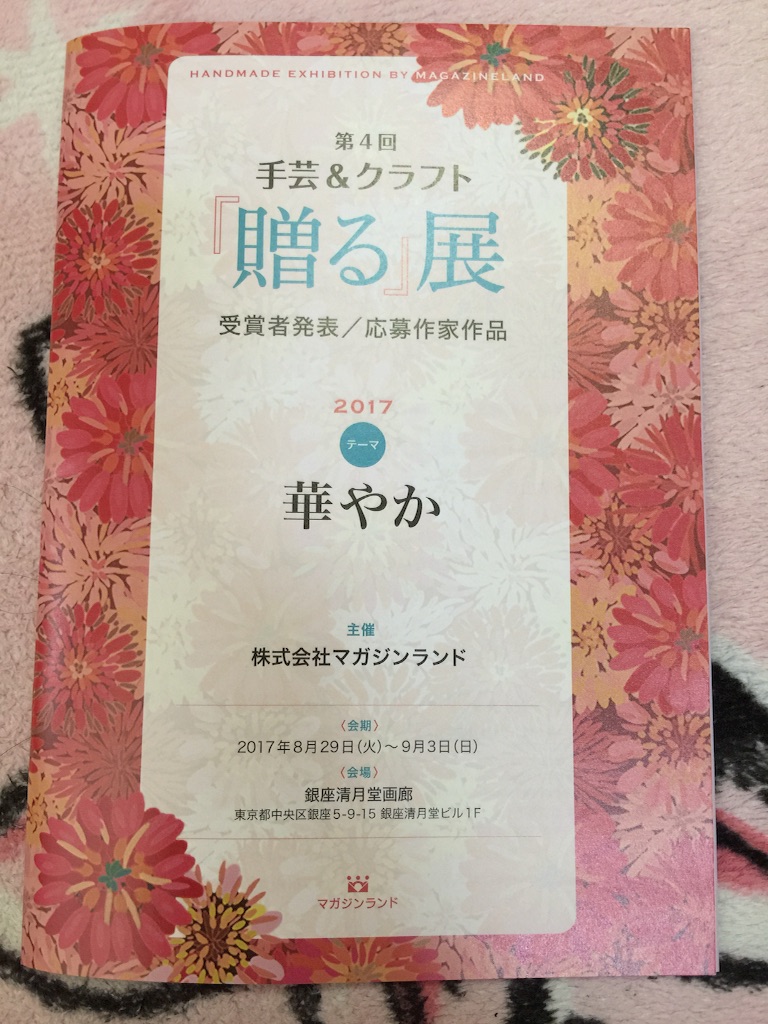 HANDMADE EXHIBITION BY MAGAZINELAND
第4回
手芸&クラフト
『贈る』展
受賞者発表／応募作家作品
2017
テーマ
華やか
主催
株式会社マガジンランド
〈会期〉
2017年8月29日(火)～9月3日(日)
〈会場〉
銀座清月堂画廊
東京都中央区銀座5-9-15 銀座清月堂ビル1F
マガジンランド